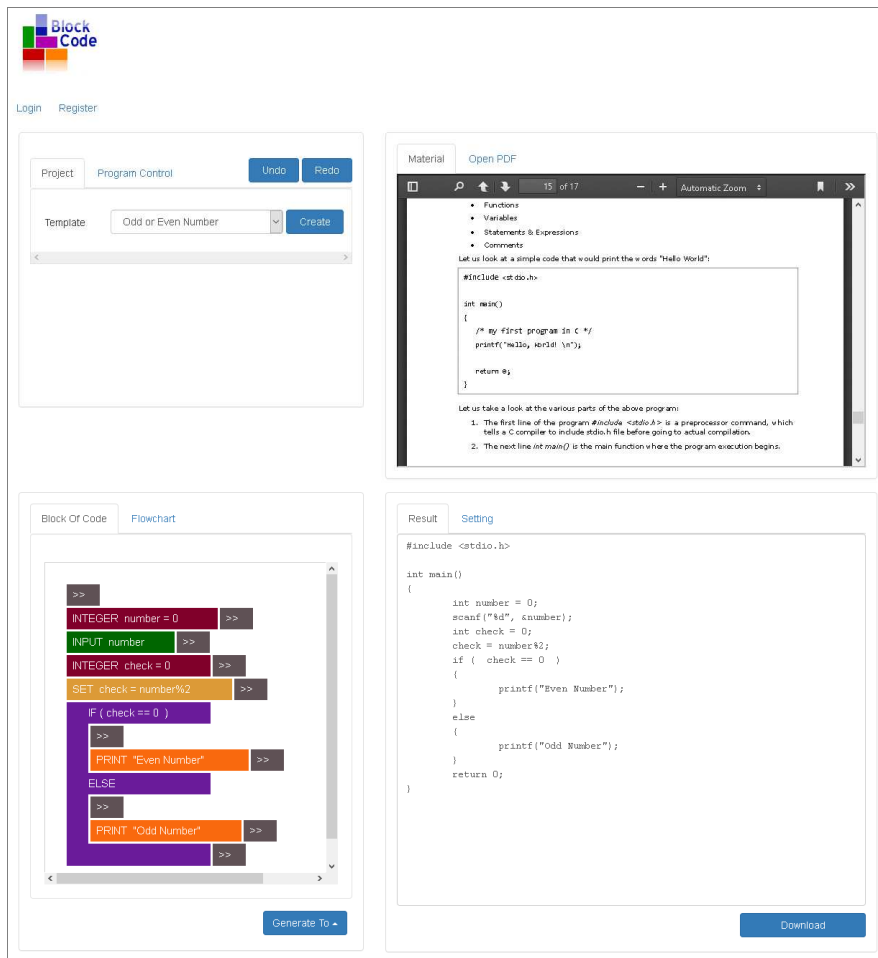 Block
Code
Login Register
Project Program Control Undo Redo
Template Odd or Even Number Create
Material Open PDF
15 of 17 Automatic Zoom
• Functions
• Variables
• Statements & Expressions
• Comments
Let us look at a simple code that would print the words "Hello World":
#include <stdio.h>
int main()
{
/* my first program in C */
printf("Hello, World! \n");
return 0;
}
Let us take a look at the various parts of the above program:
1. The first line of the program #include <stdio.h> is a preprocessor command, which
tells a C compiler to include stdio.h file before going to actual compilation.
2. The next line int main() is the main function where the program execution begins.
Block Of Code Flowchart
>>
INTEGER number = 0 >>
INPUT number >>
INTEGER check = 0 >>
SET check = number%2 >>
IF ( check == 0 )
>>
PRINT "Even Number" >>
ELSE
>>
PRINT "Odd Number" >>
>>
Generate To
Result Setting
#include <stdio.h>
int main()
{
int number = 0;
scanf("%d", &number);
int check = 0;
check = number%2;
if ( check == 0 )
{
printf("Even Number");
}
else
{
printf("Odd Number");
}
return 0;
}
Download